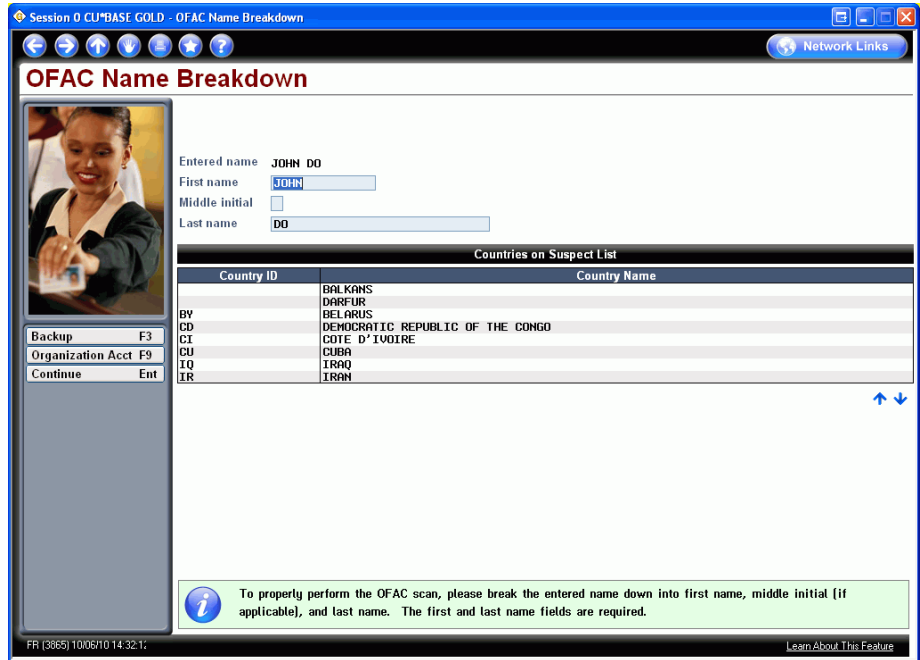 Session 0 CU*BASE GOLD - OFAC Name Breakdown
Network Links
OFAC Name Breakdown
Entered name JOHN DO
First name JOHN
Middle initial
Last name DO
Countries on Suspect List
Country ID Country Name
BALKANS
DARFUR
BY BELARUS
CD DEMOCRATIC REPUBLIC OF THE CONGO
CI COTE D'IVOIRE
CU CUBA
IQ IRAQ
IR IRAN
Backup F3
Organization Acct F9
Continue Ent
To properly perform the OFAC scan, please break the entered name down into first name, middle initial (if
applicable), and last name. The first and last name fields are required.
FR (3865) 10/06/10 14:32:12
Learn About This Feature